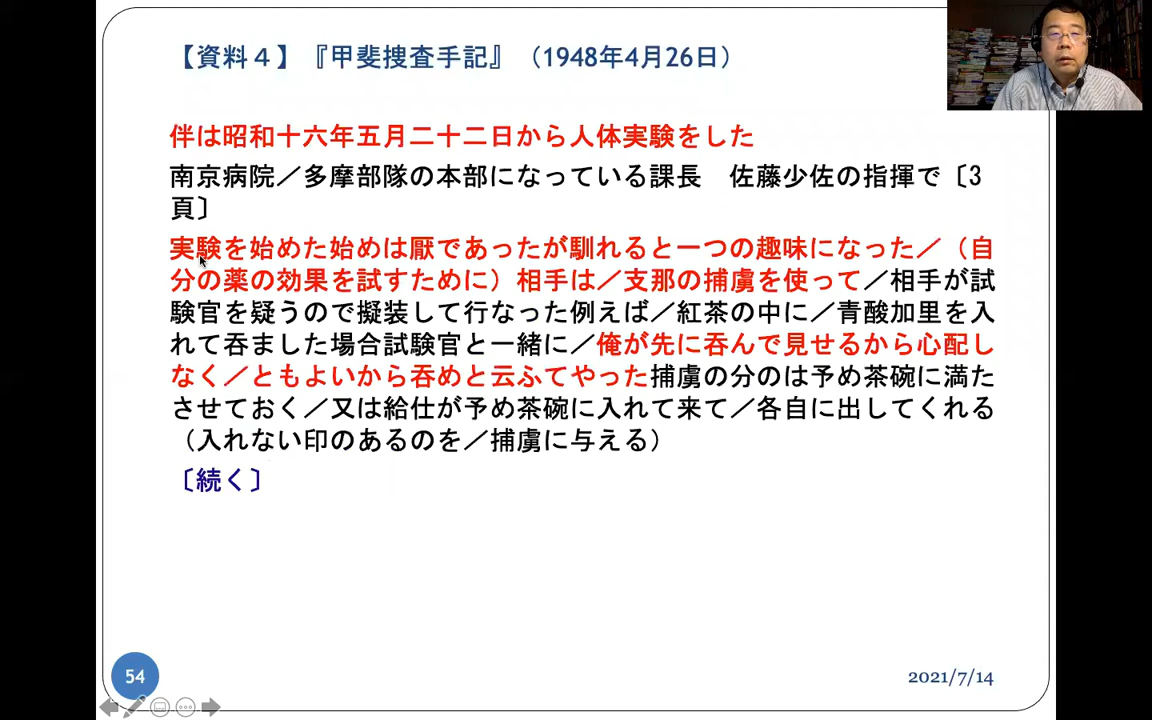 【資料４】『甲斐捜査手記』（1948年4月26日）
伴は昭和十六年五月二十二日から人体実験をした
南京病院／多摩部隊の本部になっている課長　佐藤少佐の指揮で〔3
頁〕
実験を始めた始めは厭であったが馴れると一つの趣味になった／（自
分の薬の効果を試すために）相手は／支那の捕虜を使って／相手が試
験官を疑うので擬装して行なった例えば／紅茶の中に／青酸加里を入
れて呑ました場合試験官と一緒に／俺が先に呑んで見せるから心配し
なく／ともよいから呑めと云ふてやった捕虜の分のは予め茶碗に満た
させておく／又は給仕が予め茶碗に入れて来て／各自に出してくれる
（入れない印のあるのを／捕虜に与える）
〔続く〕
54
2021/7/14